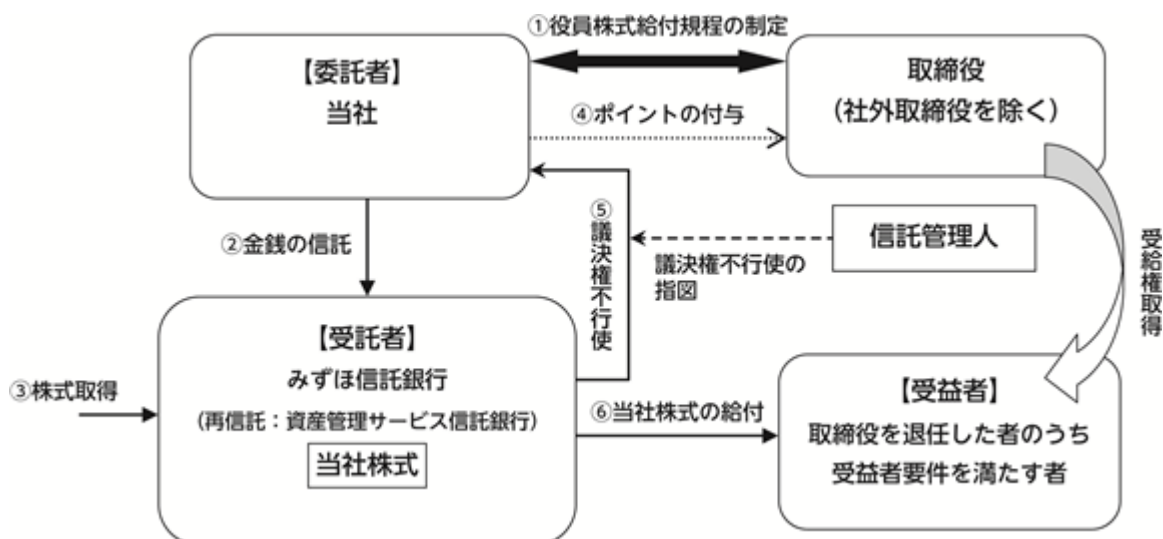 ①役員株式給付規程の制定
【委託者】
当社
取締役
（社外取締役を除く）
④ポイントの付与
②金銭の信託
⑤議決権不行使
信託管理人
議決権不行使の
指図
受給権取得
【受託者】
みずほ信託銀行
（再信託：資産管理サービス信託銀行）
当社株式
③株式取得
⑥当社株式の給付
【受益者】
取締役を退任した者のうち
受益者要件を満たす者